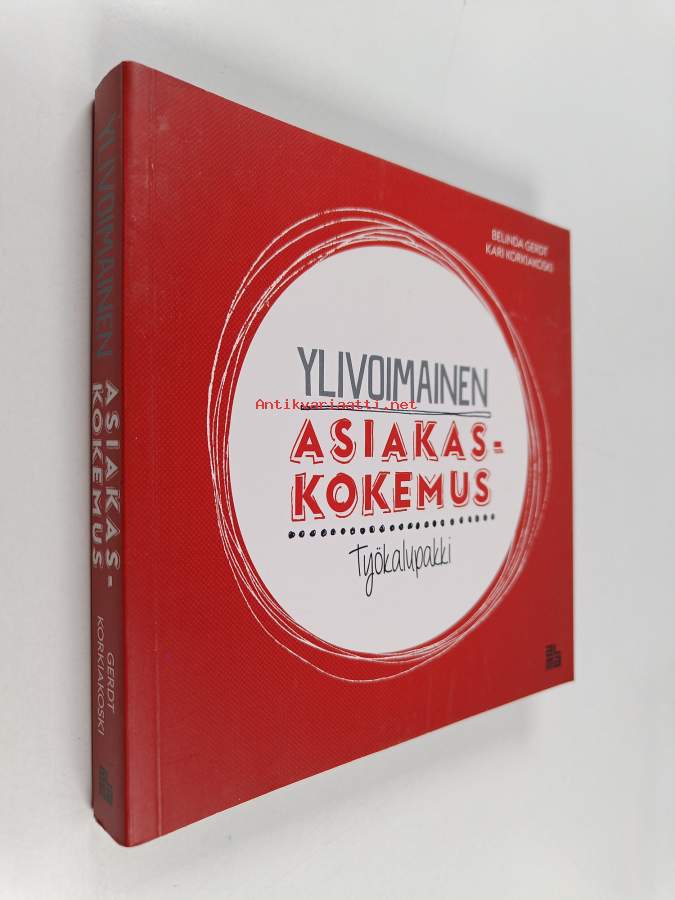 YLIVOIMAINEN
ASIAKAS-
KOKEMUS
GERDT
KORKIAKOSKI
BELINDA GERDT
KARI KORKIAKOSKI
YLIVOIMAINEN
Antikvariaatti.net
ASIAKAS-
KOKEMUS
Työkalupakki